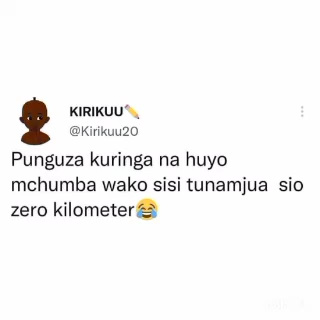 KIRIKUU✏️
@Kirikuu20
Punguza kuringa na huyo
mchumba wako sisi tunamjua sio
zero kilometer😂